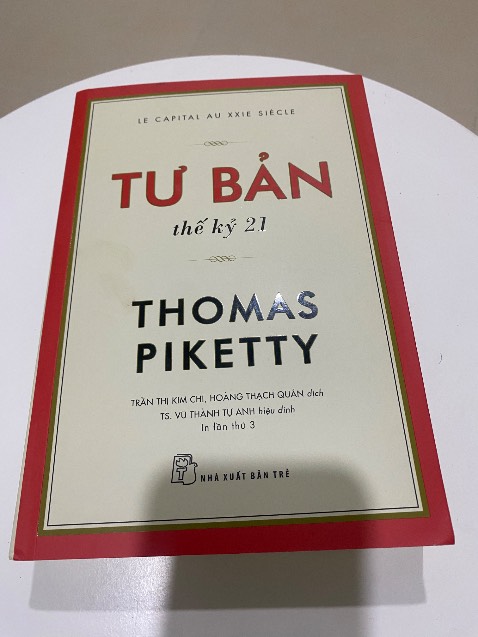 LE CAPITAL AU XXIE SIÈCLE
TƯ BẢN
thế kỷ 21
THOMAS
PIKETTY
TRẦN THỊ KIM CHI, HOÀNG THẠCH QUÂN dịch
TS. VŨ THÀNH TỰ ANH hiệu đính
In lần thứ 3
NHÀ XUẤT BẢN TRẺ